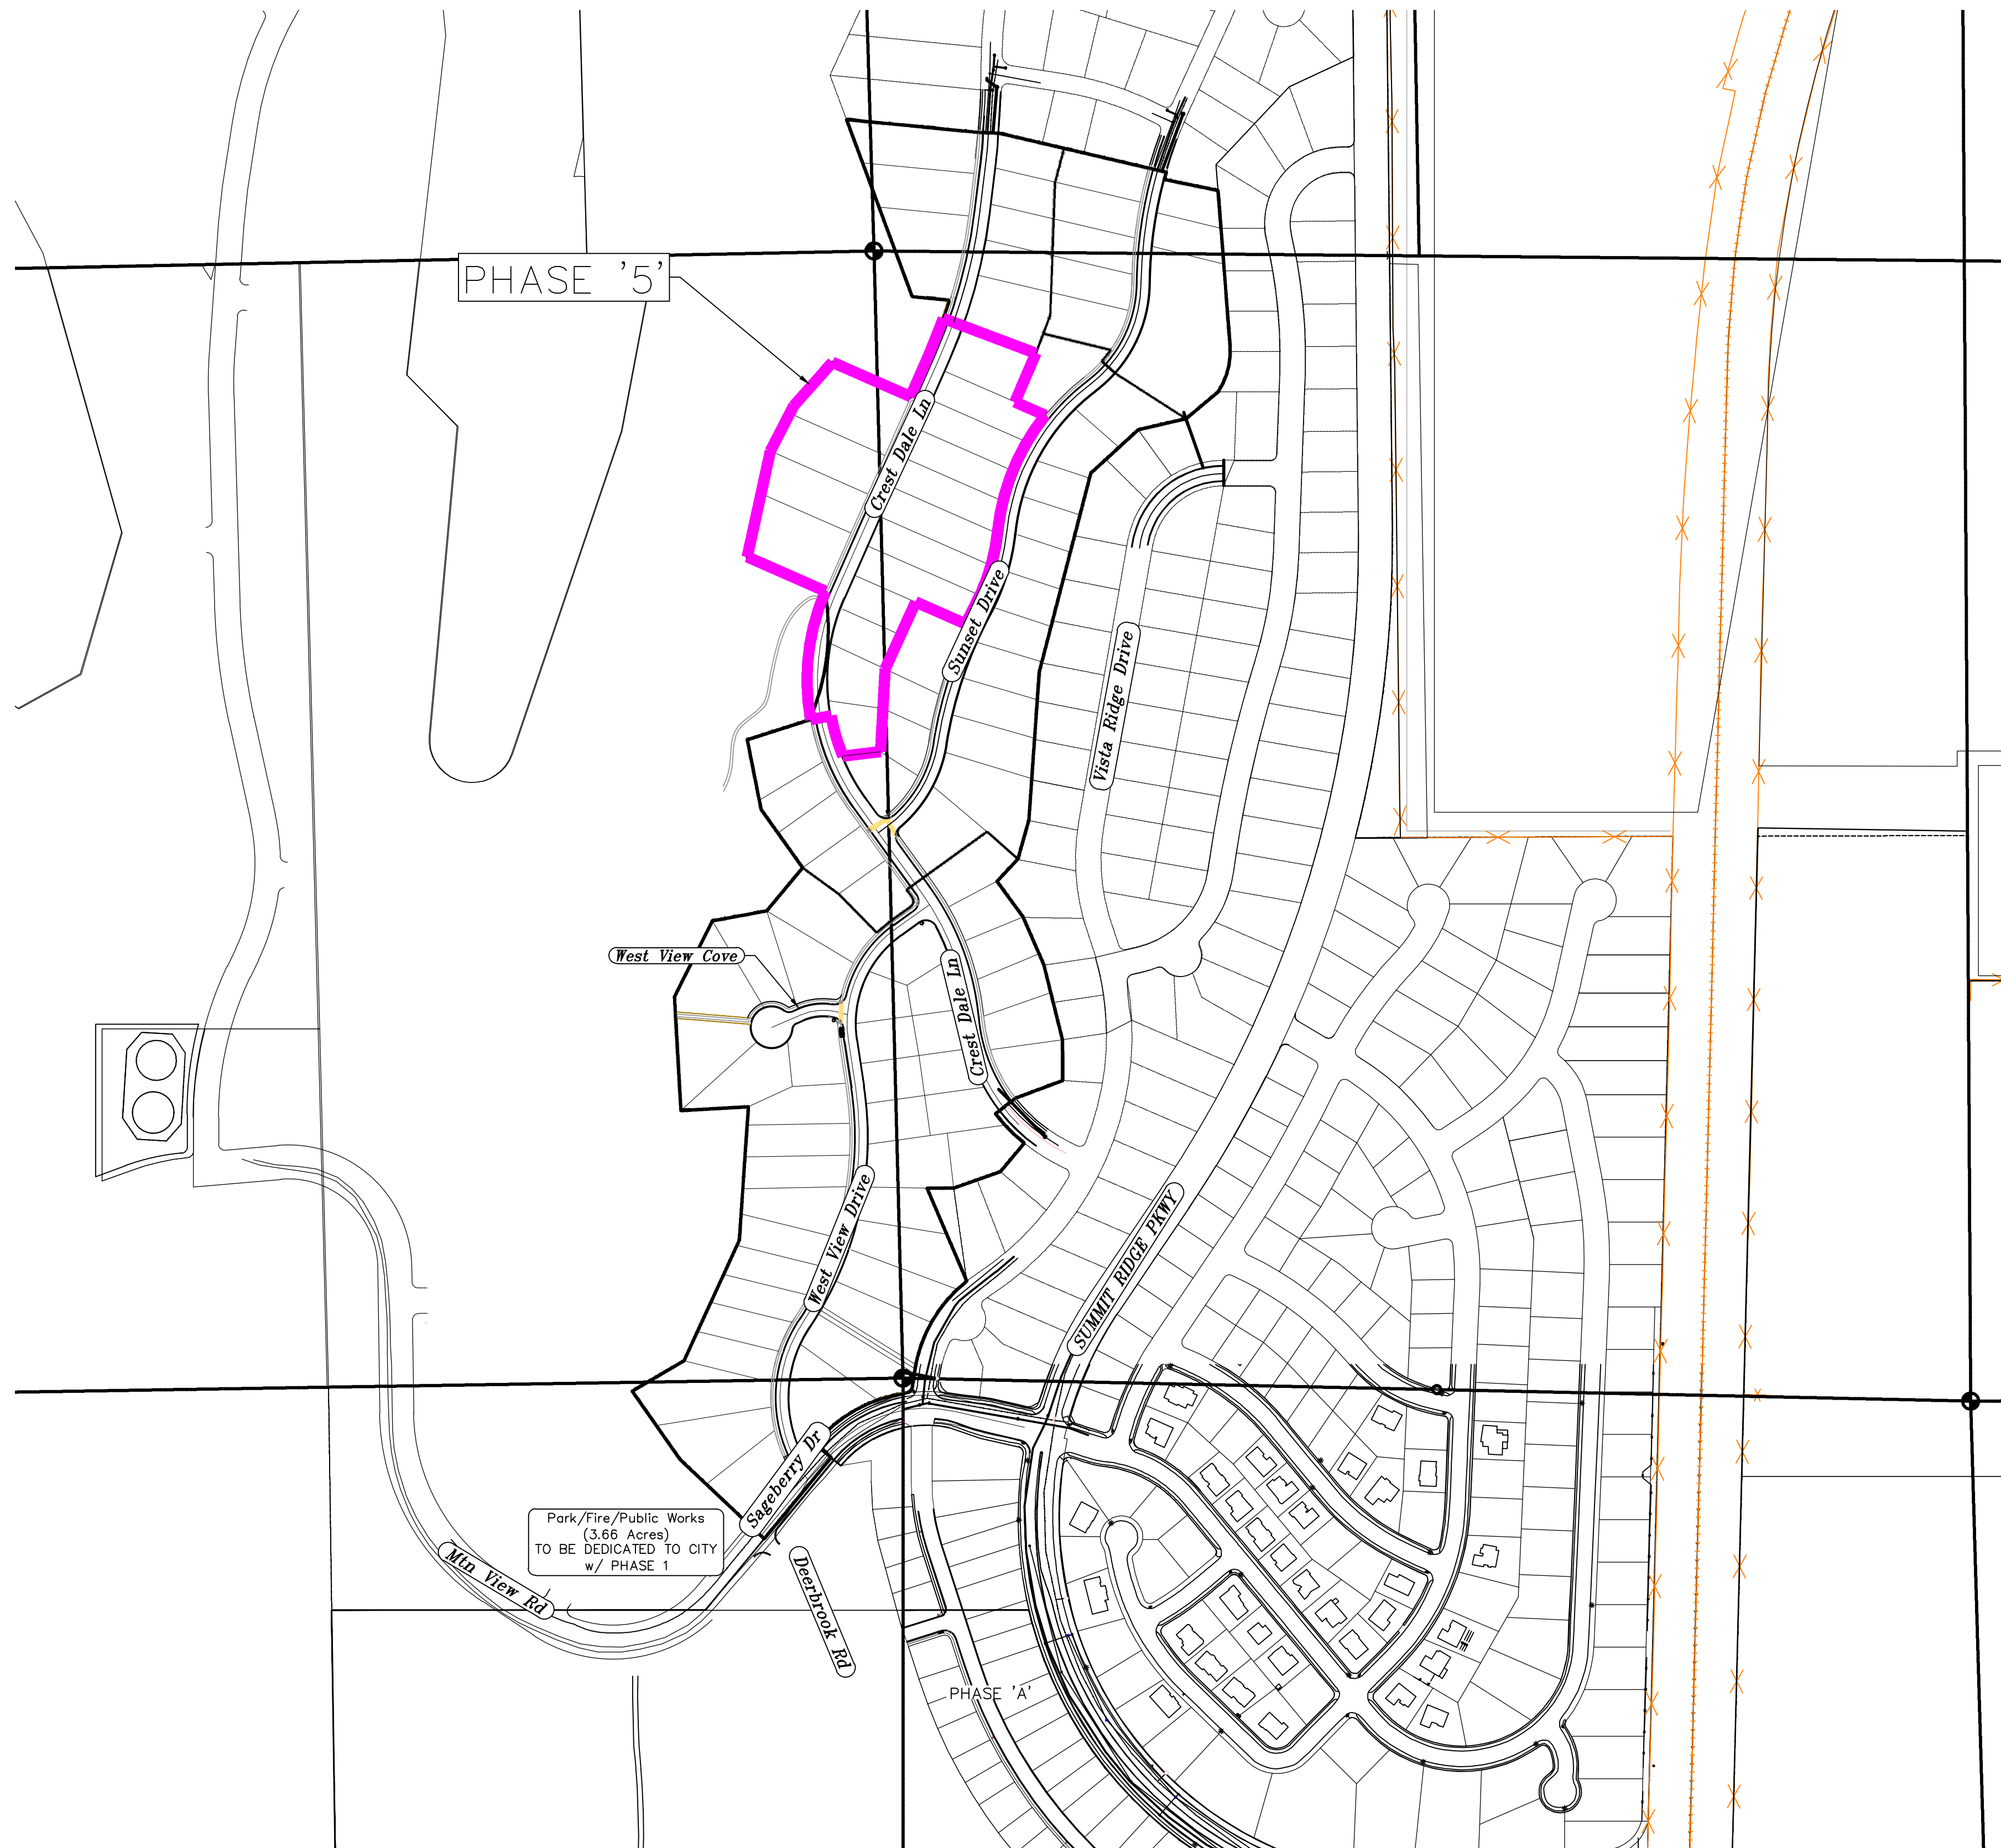 PHASE '5'
Crest Dale Ln
Sunset Drive
Vista Ridge Drive
West View Cove
Crest Dale Ln
West View Drive
SUMMIT RIDGE PKWY
Sageberry Dr
Park/Fire/Public Works
(3.66 Acres)
TO BE DEDICATED TO CITY
w/ PHASE 1
Mtn View Rd
Deerbrook Rd
PHASE 'A'